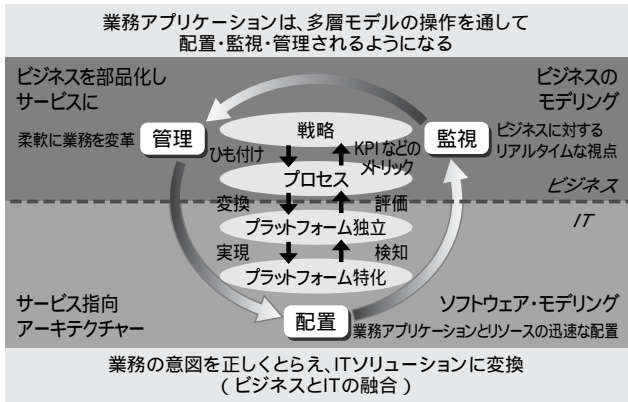 業務アプリケーションは、多層モデルの操作を通して
配置・監視・管理されるようになる
ビジネスを部品化し
サービスに
ビジネスの
モデリング
柔軟に業務を変革
管理
戦略
監視
ビジネスに対する
リアルタイムな視点
ひも付け
KPIなどの
メトリック
プロセス
ビジネス
変換
評価
IT
プラットフォーム独立
実現
検知
プラットフォーム特化
サービス指向
アーキテクチャー
配置
ソフトウェア・モデリング
業務アプリケーションとリソースの迅速な配置
業務の意図を正しくとらえ、ITソリューションに変換
（ビジネスとITの融合）